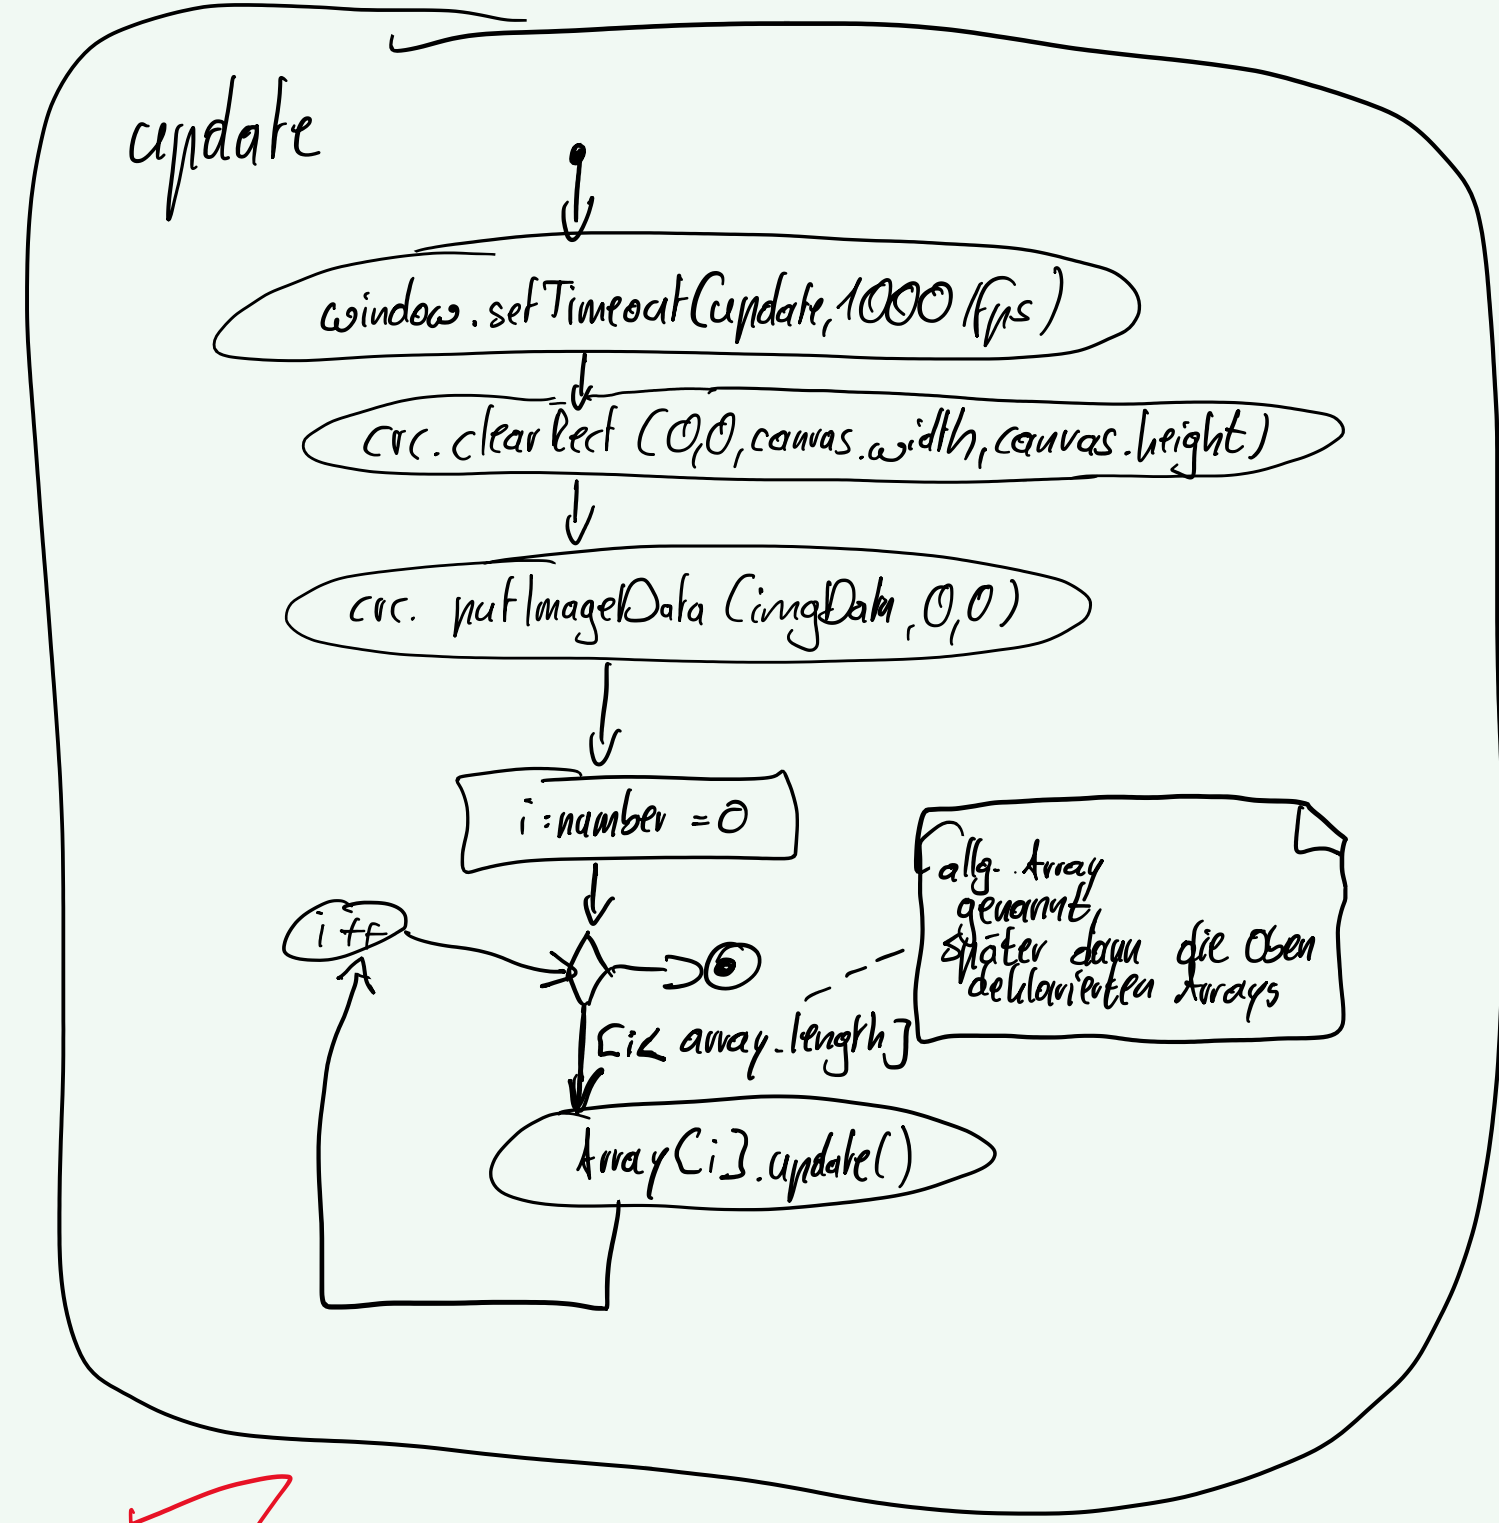 update
window.setTimeout(update,1000/fps)
crc.clearRect (0,0,canvas.width,canvas.height)
crc. putImageData (imgData,0,0)
i:number =0
allg. Array
genannt,
später dann die Oben
deklarierten Arrays
i++
[i< array.length]
Array[i].update()